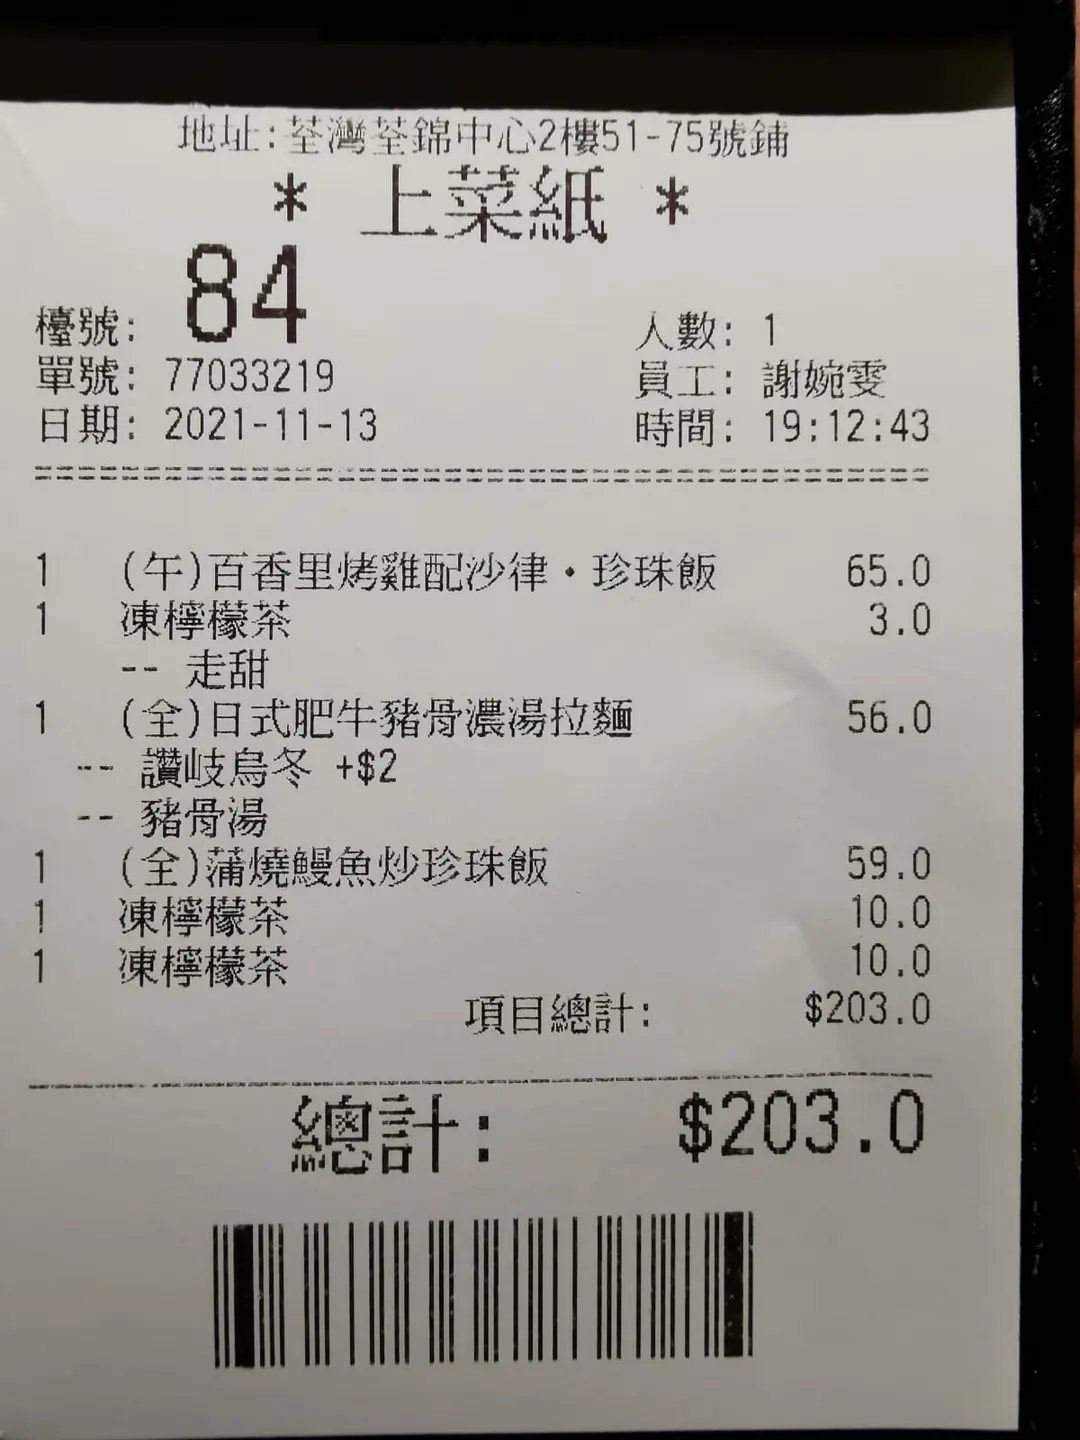 地址:荃灣荃錦中心2樓51-75號鋪
* 上菜紙 *
檯號: 84 人數: 1
單號: 77033219 員工: 謝婉雯
日期: 2021-11-13 時間: 19:12:43
1 (午)百香里烤雞配沙律・珍珠飯 65.0
1 凍檸檬茶 3.0
-- 走甜
1 (全)日式肥牛豬骨濃湯拉麵 56.0
-- 讚岐烏冬 +$2
-- 豬骨湯
1 (全)蒲燒鰻魚炒珍珠飯 59.0
1 凍檸檬茶 10.0
1 凍檸檬茶 10.0
項目總計: $203.0
總計: $203.0